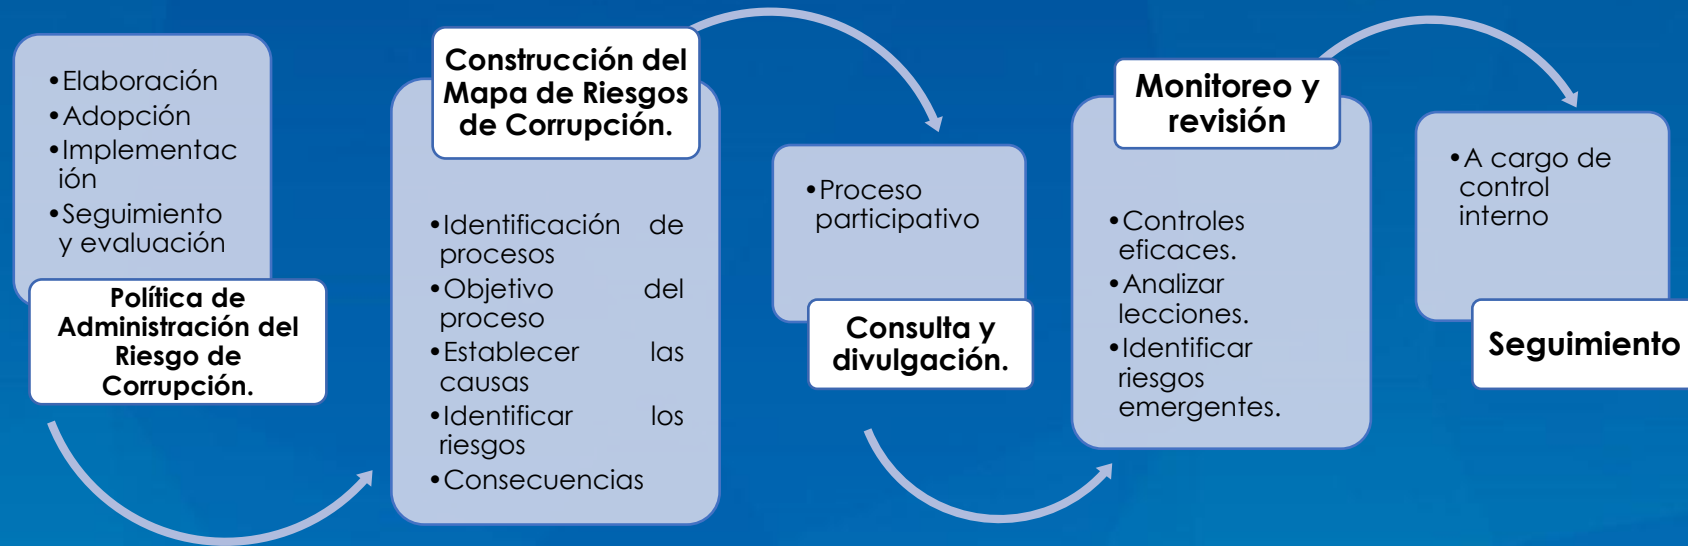 •Elaboración
•Adopción
•Implementac
ión
•Seguimiento
y evaluación
Política de
Administración del
Riesgo de
Corrupción.
Construcción del
Mapa de Riesgos
de Corrupción.
•Identificación de
procesos
•Objetivo del
proceso
•Establecer las
causas
•Identificar los
riesgos
•Consecuencias
•Proceso
participativo
Consulta y
divulgación.
Monitoreo y
revisión
•Controles
eficaces.
•Analizar
lecciones.
•Identificar
riesgos
emergentes.
•A cargo de
control
interno
Seguimiento